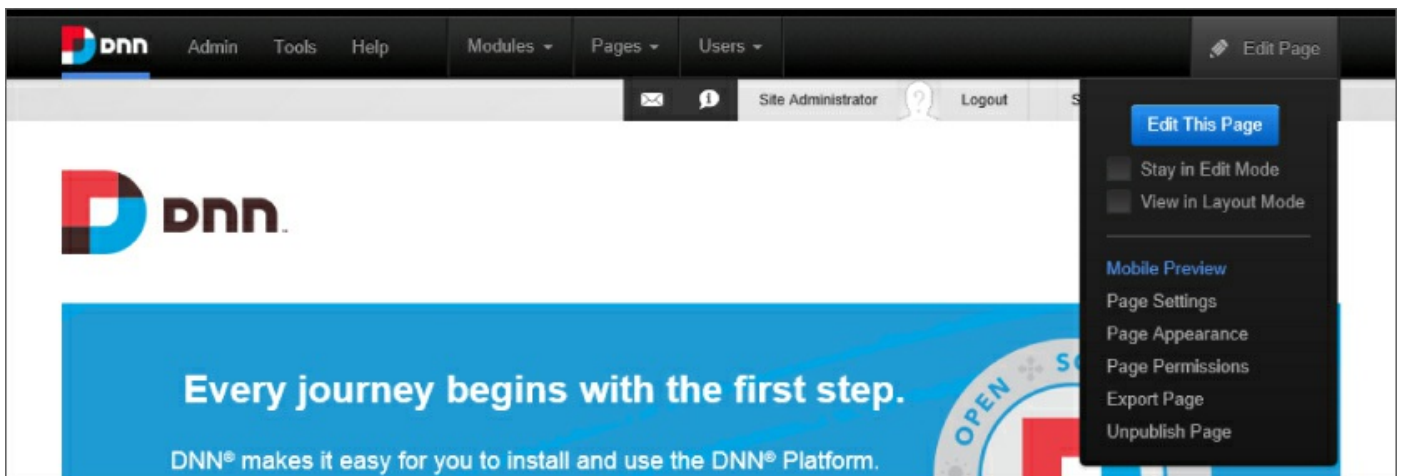 DNN Admin Tools Help Modules Pages Users Edit Page
Site Administrator Logout S
Edit This Page
Stay in Edit Mode
View in Layout Mode
DNN™
Mobile Preview
Page Settings
Page Appearance
Page Permissions
Export Page
Unpublish Page
Every journey begins with the first step.
DNN® makes it easy for you to install and use the DNN® Platform.
OPEN